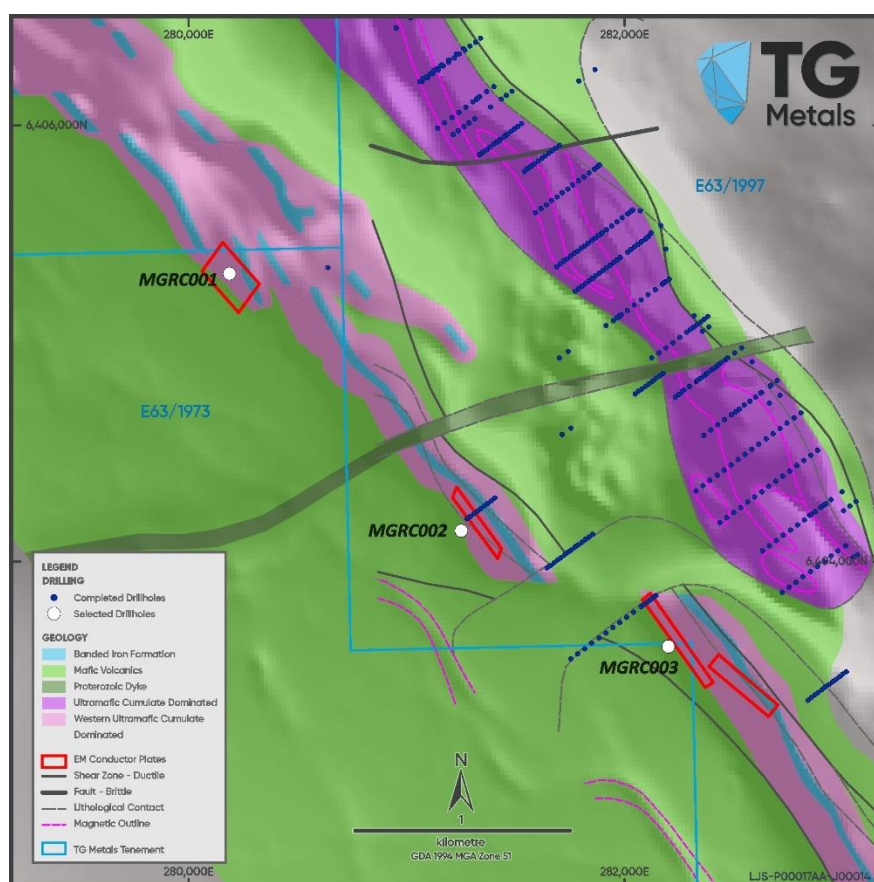 280,000E
282,000E
TG
Metals
6,406,000N
E63/1997
MGRC001
E63/1973
MGRC002
6,404,000N
MGRC003
LEGEND
DRILLING
Completed Drillholes
Selected Drillholes
GEOLOGY
Banded Iron Formation
Mafic Volcanics
Proterozoic Dyke
Ultramafic Cumulate Dominated
Western Ultramafic Cumulate
Dominated
EM Conductor Plates
Shear Zone - Ductile
Fault - Brittle
Lithological Contact
Magnetic Outline
TG Metals Tenement
N
1
kilometre
GDA 1994 MGA Zone 51
280,000E
282,000E
LJS-P00017AA-J00014